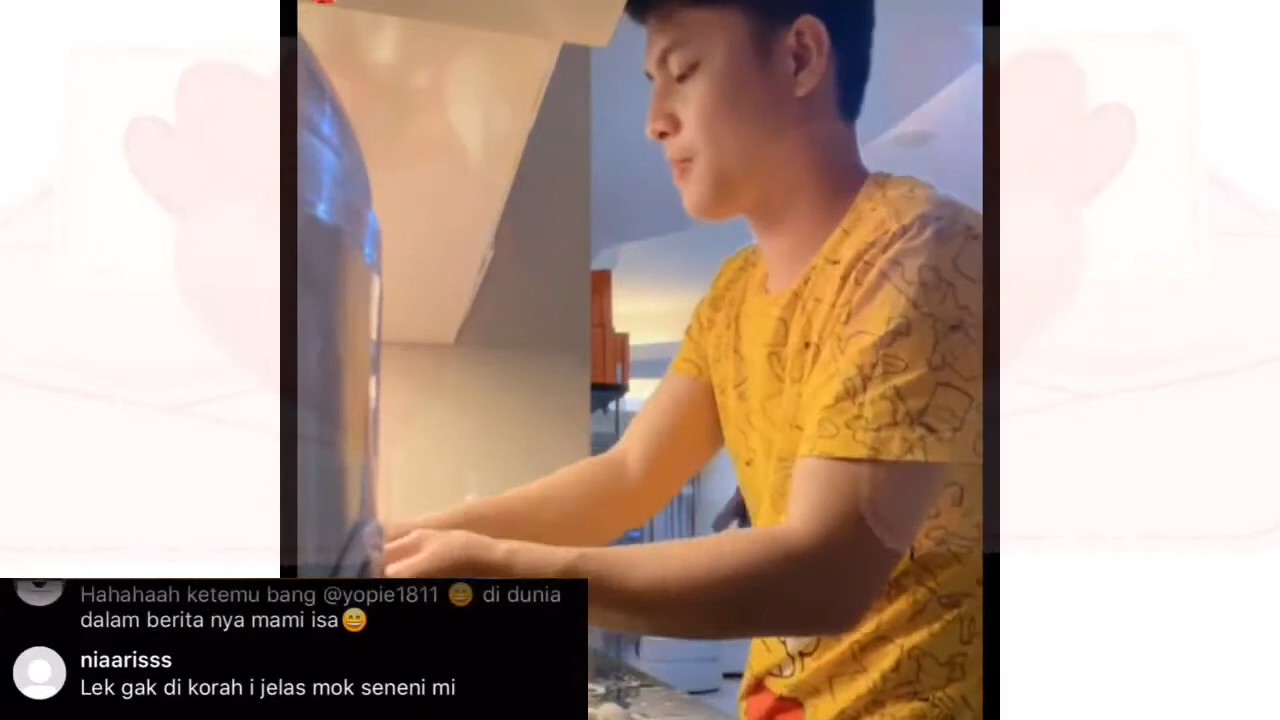 Hahahaah ketemu bang @yopie1811 😄 di dunia
dalam berita nya mami isa😄
niaarisss
Lek gak di korah i jelas mok seneni mi